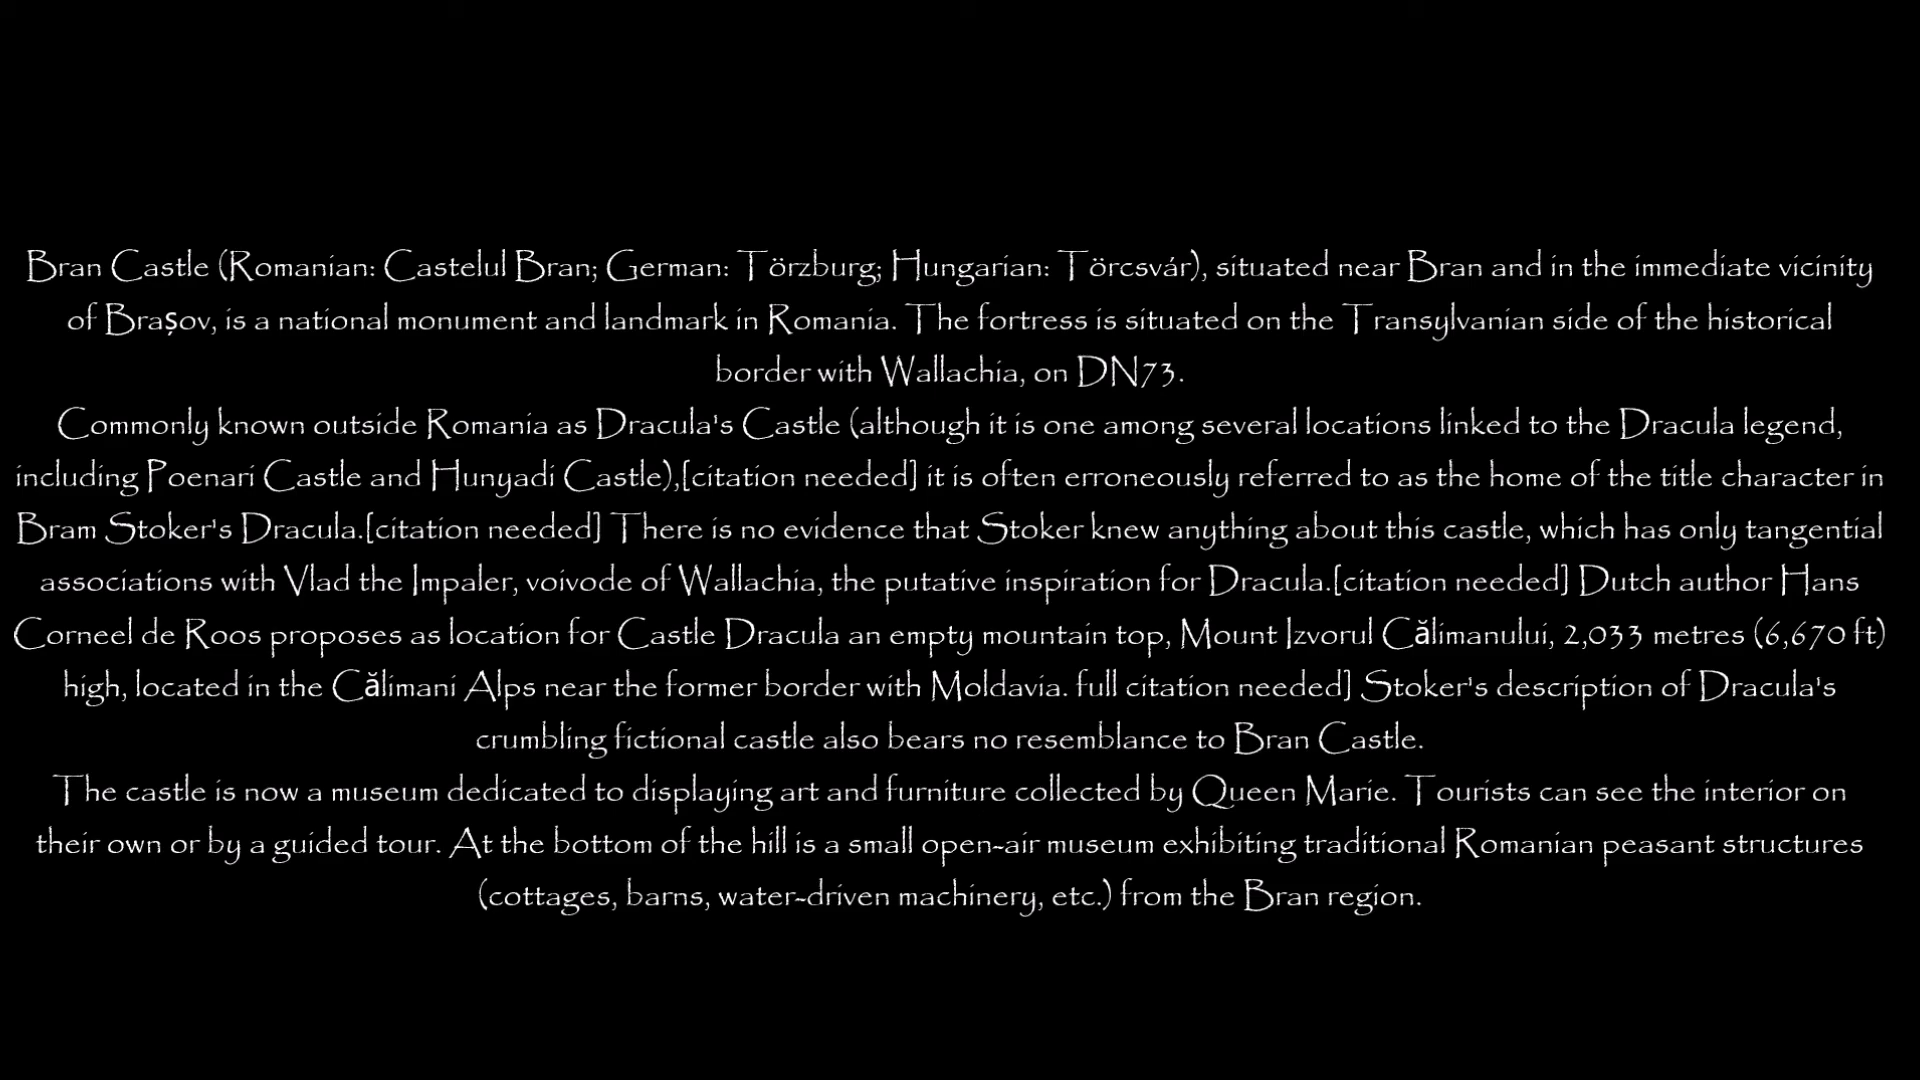 Bran Castle (Romanian: Castelul Bran; German: Törzburg; Hungarian: Törcsvár), situated near Bran and in the immediate vicinity
of Brașov, is a national monument and landmark in Romania. The fortress is situated on the Transylvanian side of the historical
border with Wallachia, on DN73.
Commonly known outside Romania as Dracula's Castle (although it is one among several locations linked to the Dracula legend,
including Poenari Castle and Hunyadi Castle),[citation needed] it is often erroneously referred to as the home of the title character in
Bram Stoker's Dracula.[citation needed] There is no evidence that Stoker knew anything about this castle, which has only tangential
associations with Vlad the Impaler, voivode of Wallachia, the putative inspiration for Dracula.[citation needed] Dutch author Hans
Corneel de Roos proposes as location for Castle Dracula an empty mountain top, Mount Izvorul Călimanului, 2,033 metres (6,670 ft)
high, located in the Călimani Alps near the former border with Moldavia. full citation needed] Stoker's description of Dracula's
crumbling fictional castle also bears no resemblance to Bran Castle.
The castle is now a museum dedicated to displaying art and furniture collected by Queen Marie. Tourists can see the interior on
their own or by a guided tour. At the bottom of the hill is a small open-air museum exhibiting traditional Romanian peasant structures
(cottages, barns, water-driven machinery, etc.) from the Bran region.